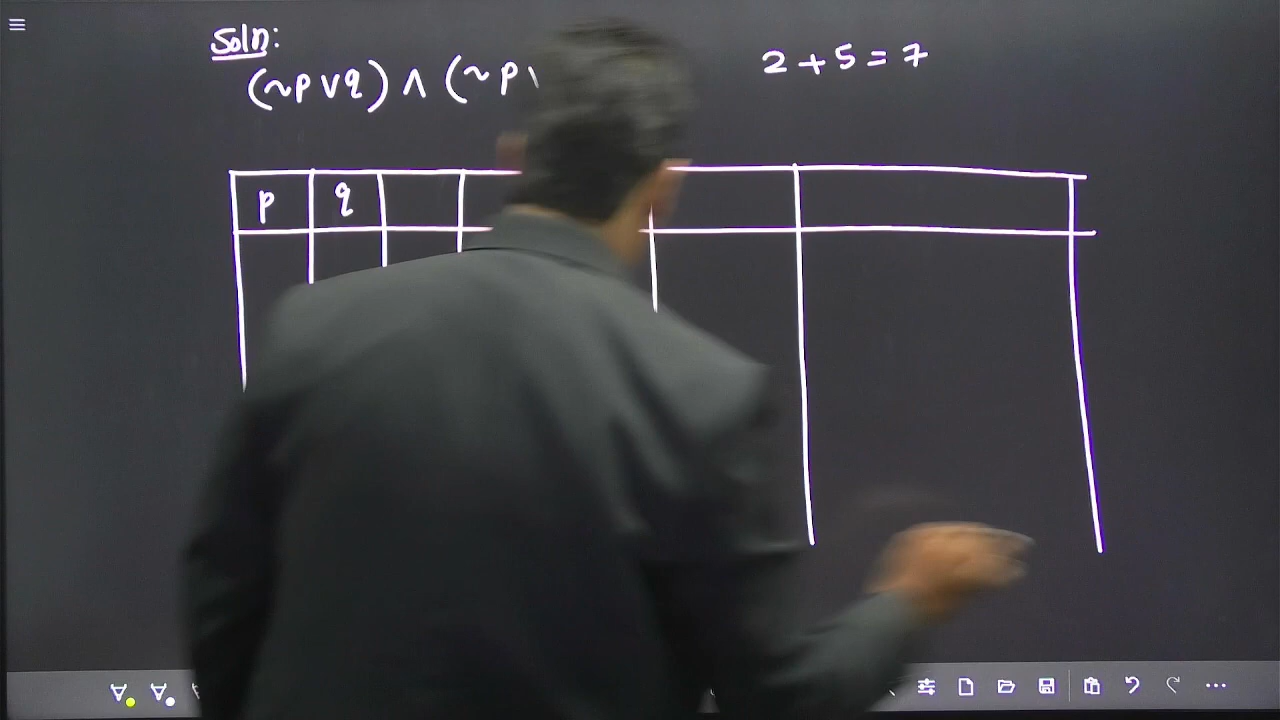 Soln:
(~p∨q) ∧ (~p
2+5=7
p q